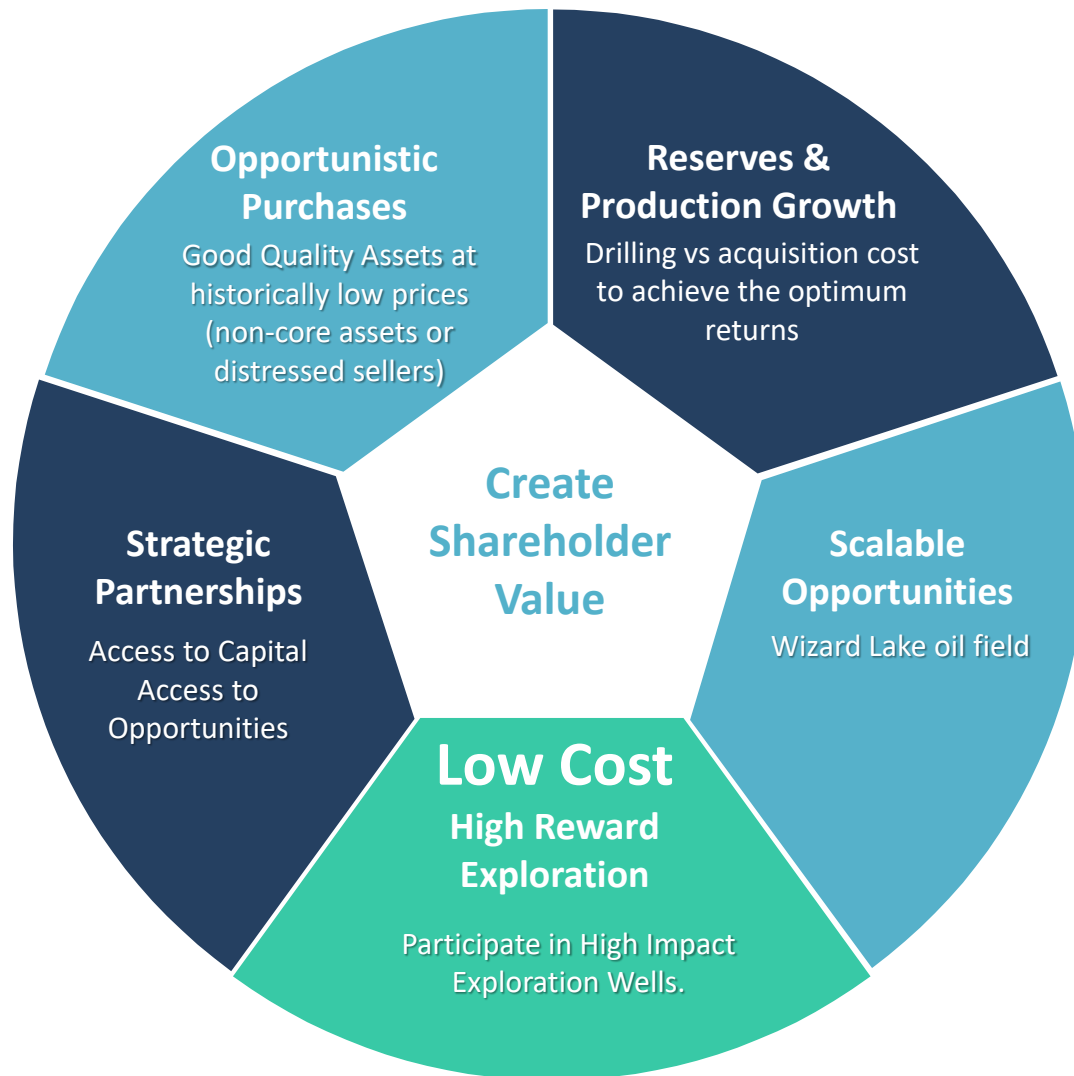 Opportunistic
Purchases
Good Quality Assets at
historically low prices
(non-core assets or
distressed sellers)
Reserves &
Production Growth
Drilling vs acquisition cost
to achieve the optimum
returns
Strategic
Partnerships
Access to Capital
Access to
Opportunities
Create
Shareholder
Value
Scalable
Opportunities
Wizard Lake oil field
Low Cost
High Reward
Exploration
Participate in High Impact
Exploration Wells.